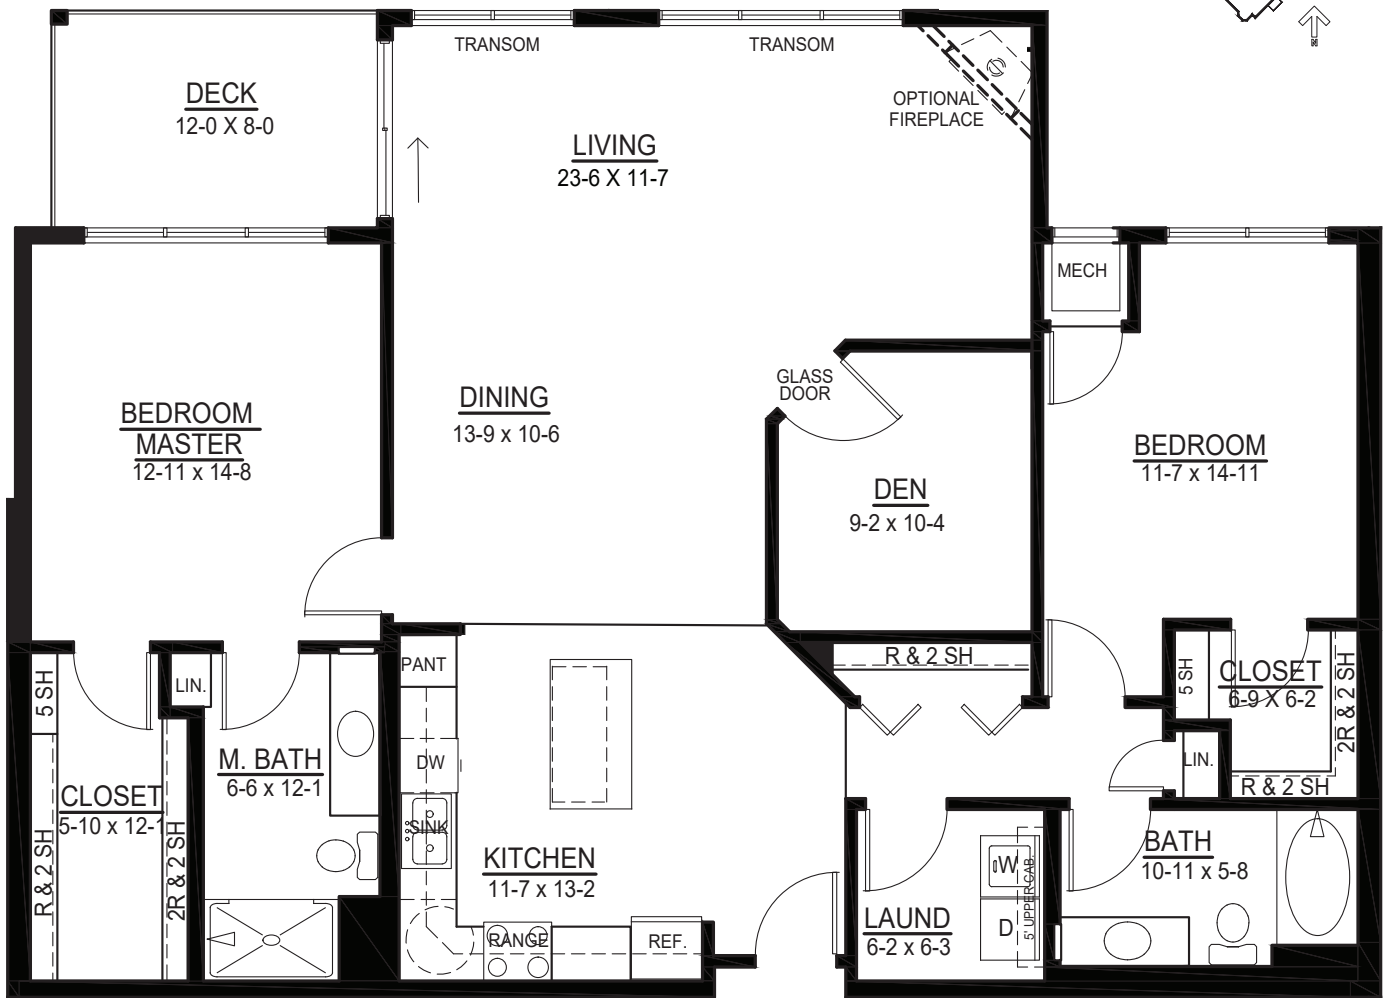 TRANSOM
TRANSOM
DECK
12-0 X 8-0
OPTIONAL
FIREPLACE
LIVING
23-6 X 11-7
MECH
GLASS
DOOR
DINING
13-9 x 10-6
BEDROOM
MASTER
12-11 x 14-8
BEDROOM
11-7 x 14-11
DEN
9-2 x 10-4
PANT
R & 2 SH
5 SH
LIN.
5 SH
CLOSET
6-9 X 6-2
2R & 2 SH
M. BATH
6-6 x 12-1
DW
LIN.
R & 2 SH
CLOSET
5-10 x 12-1
R & 2 SH
2R & 2 SH
SINK
KITCHEN
11-7 x 13-2
W
5' UPPER CAB.
BATH
10-11 x 5-8
LAUND
6-2 x 6-3
D
RANGE
REF.